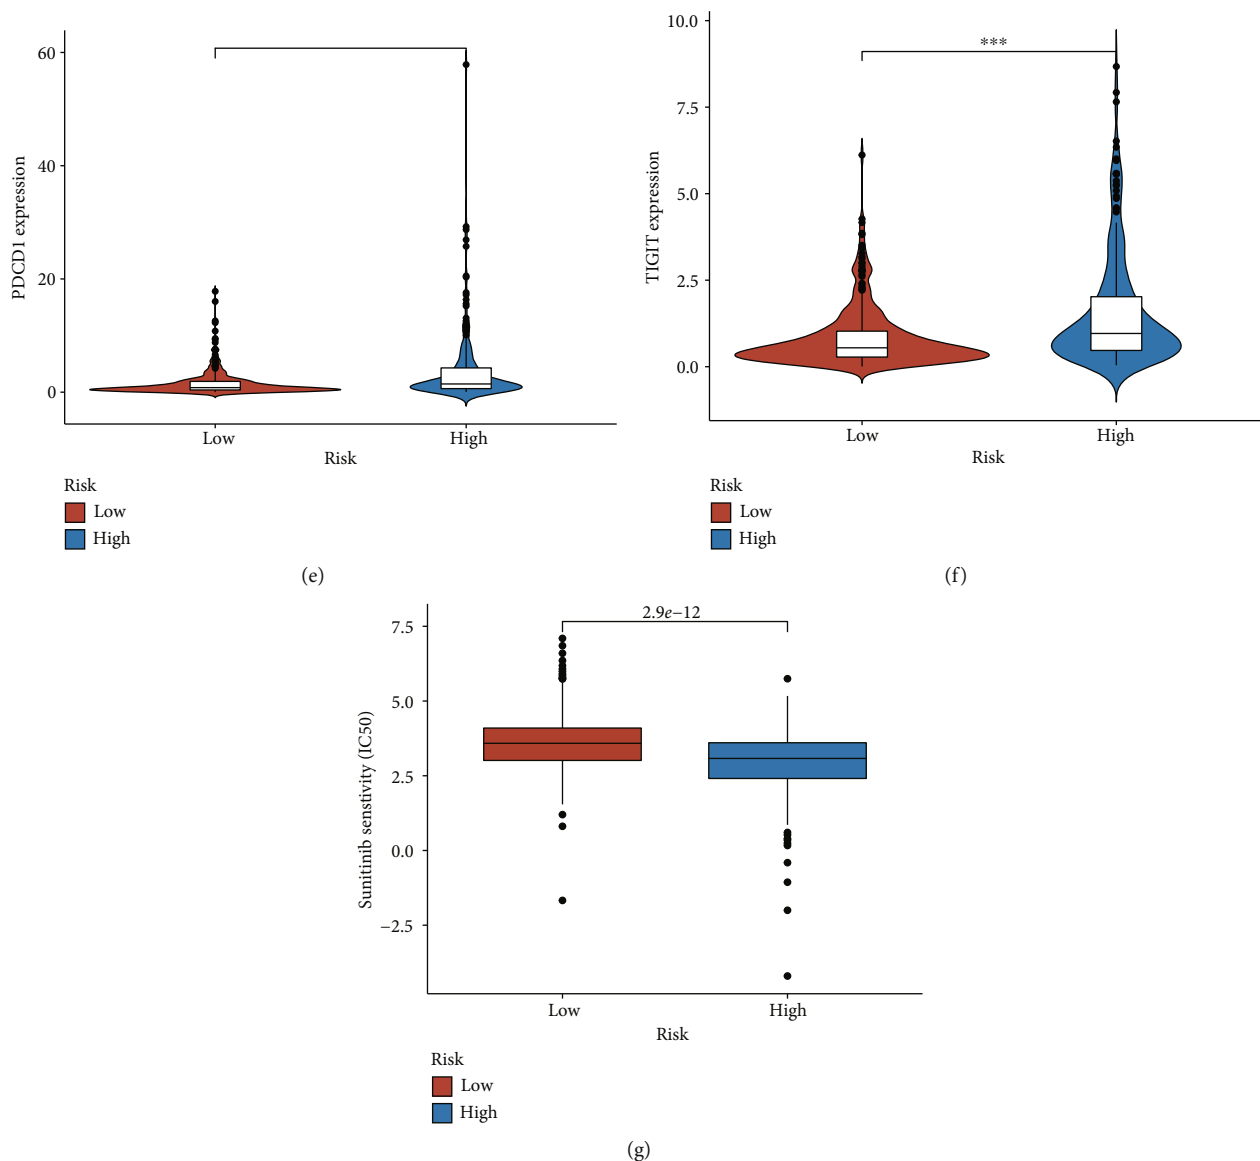 60
40
20
0
PDCD1 expression
Low
High
Risk
Risk
Low
High
(e)
10.0
7.5
5.0
2.5
0.0
TIGIT expression
***
Low
High
Risk
Risk
Low
High
(f)
7.5
5.0
2.5
0.0
−2.5
Sunitinib senstivity (IC50)
2.9e−12
Low
High
Risk
Risk
Low
High
(g)